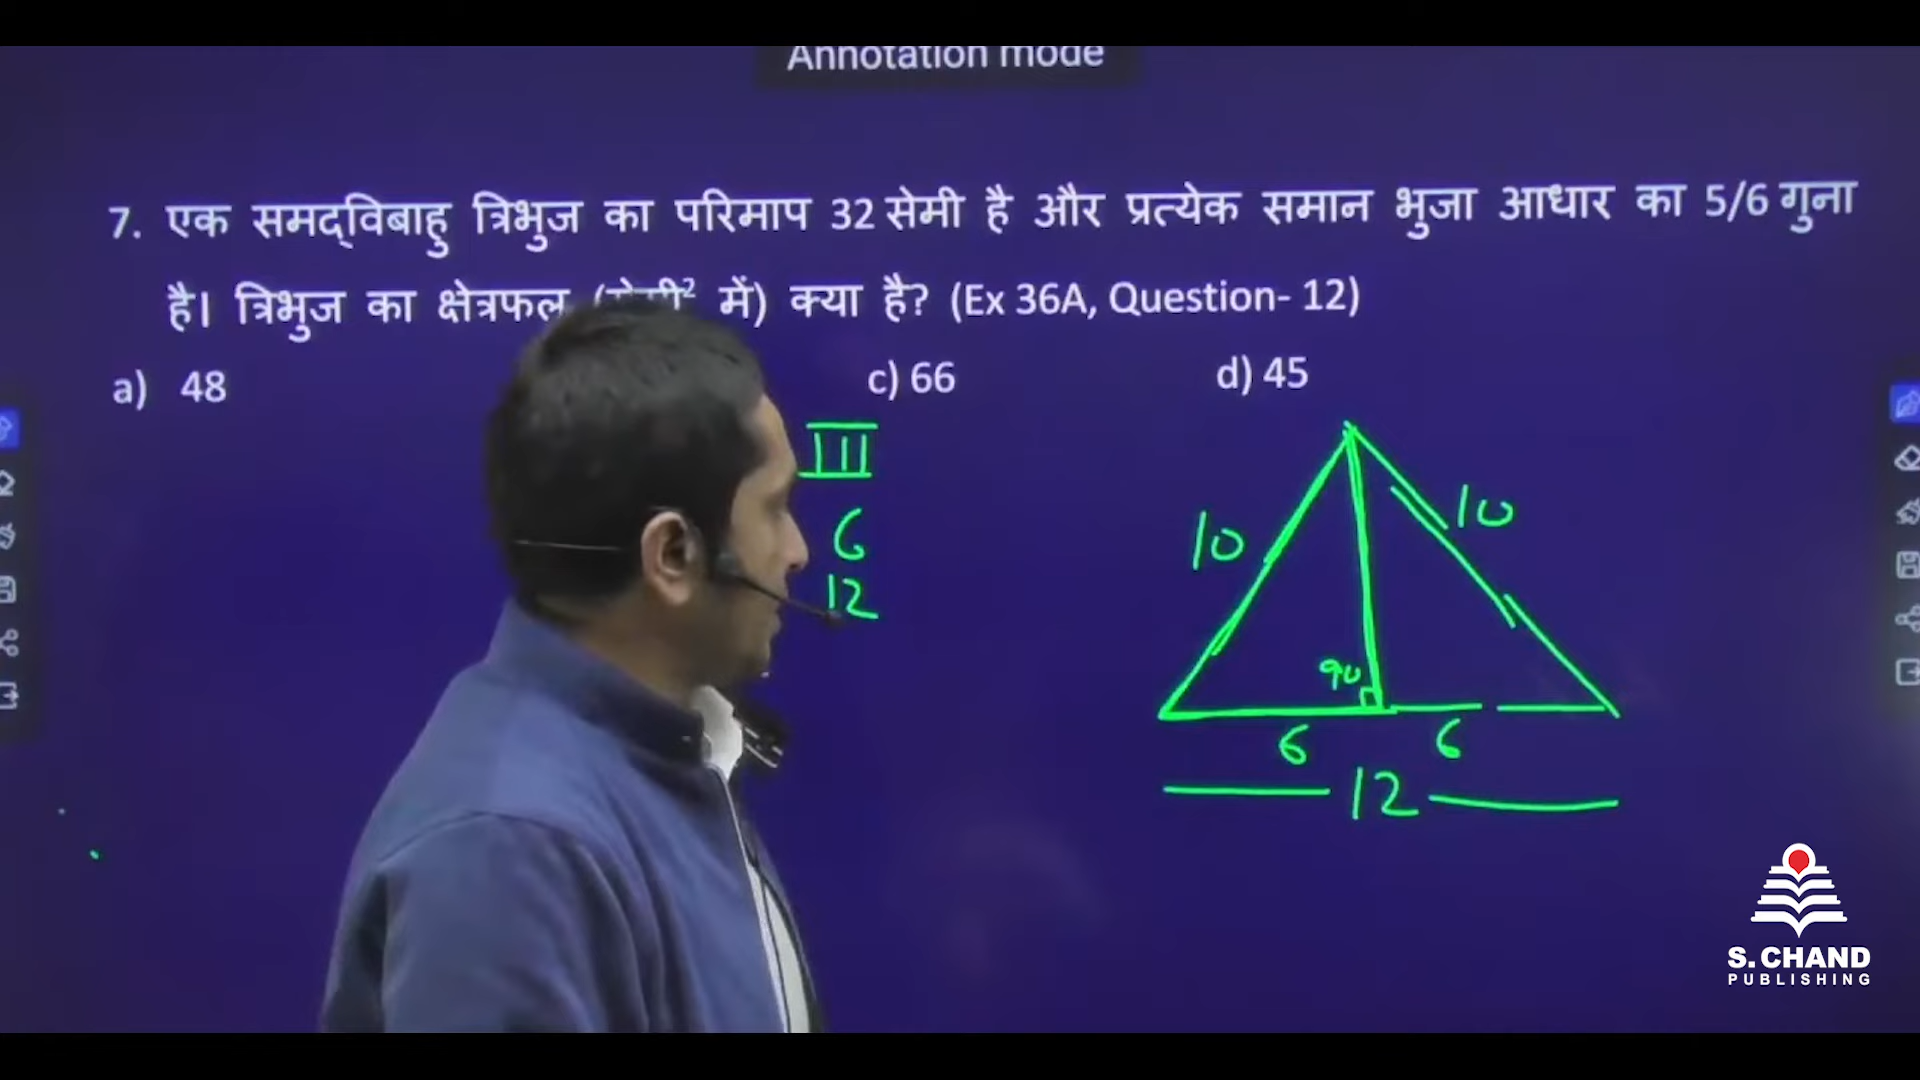 Annotation mode
7. एक समद्विबाहु त्रिभुज का परिमाप 32 सेमी है और प्रत्येक समान भुजा आधार का 5/6 गुना
है। त्रिभुज का क्षेत्रफल में) क्या है? (Ex 36A, Question- 12)
a) 48 c) 66 d) 45
III
6
12
10 10
90
6 6
12
S. CHAND
PUBLISHING